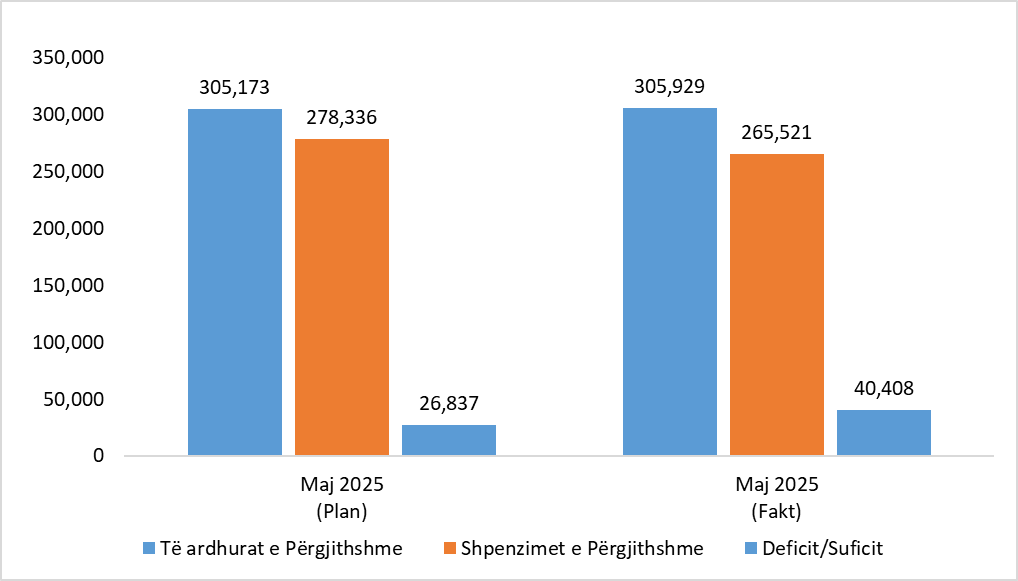 350,000
300,000
250,000
200,000
150,000
100,000
50,000
0
305,173
278,336
26,837
305,929
265,521
40,408
Maj 2025
(Plan)
Maj 2025
(Fakt)
Të ardhurat e Përgjithshme
Shpenzimet e Përgjithshme
Deficit/Suficit